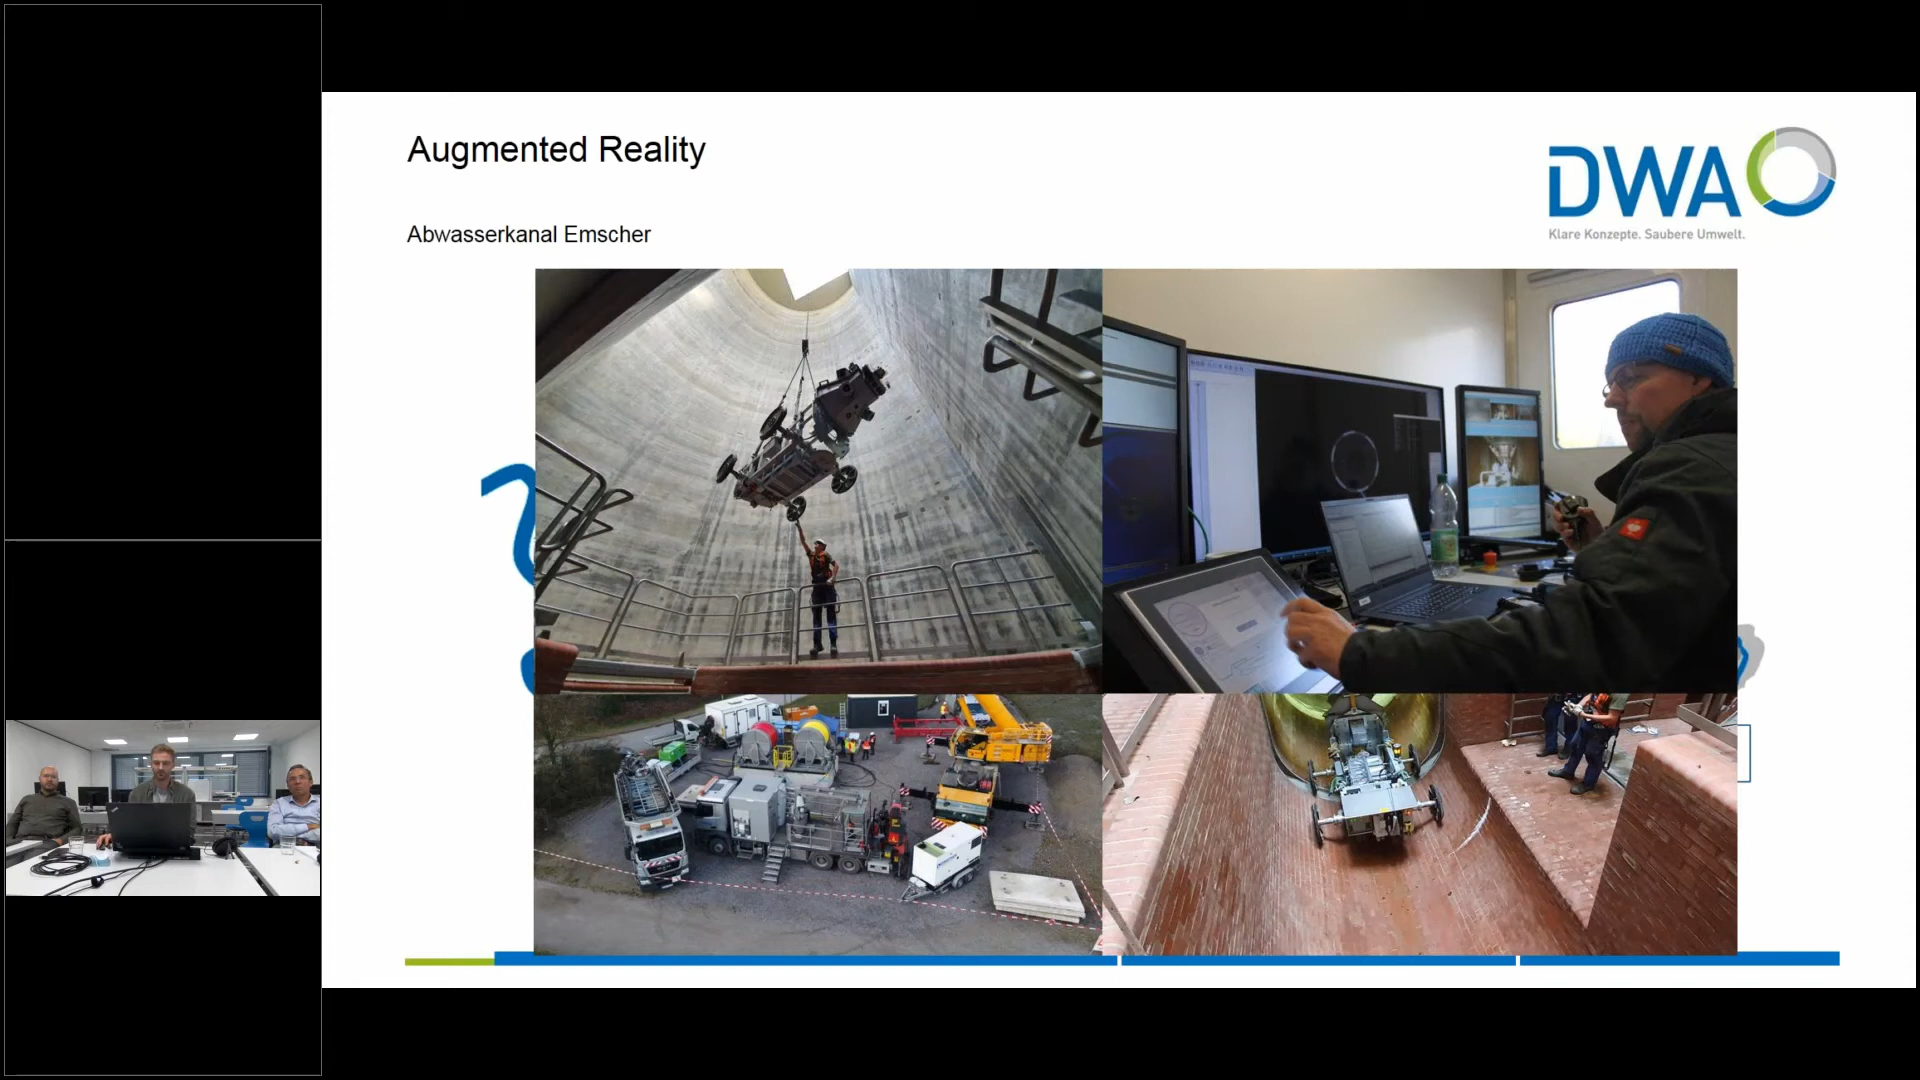 Augmented Reality
DWA
Klare Konzepte. Saubere Umwelt.
Abwasserkanal Emscher